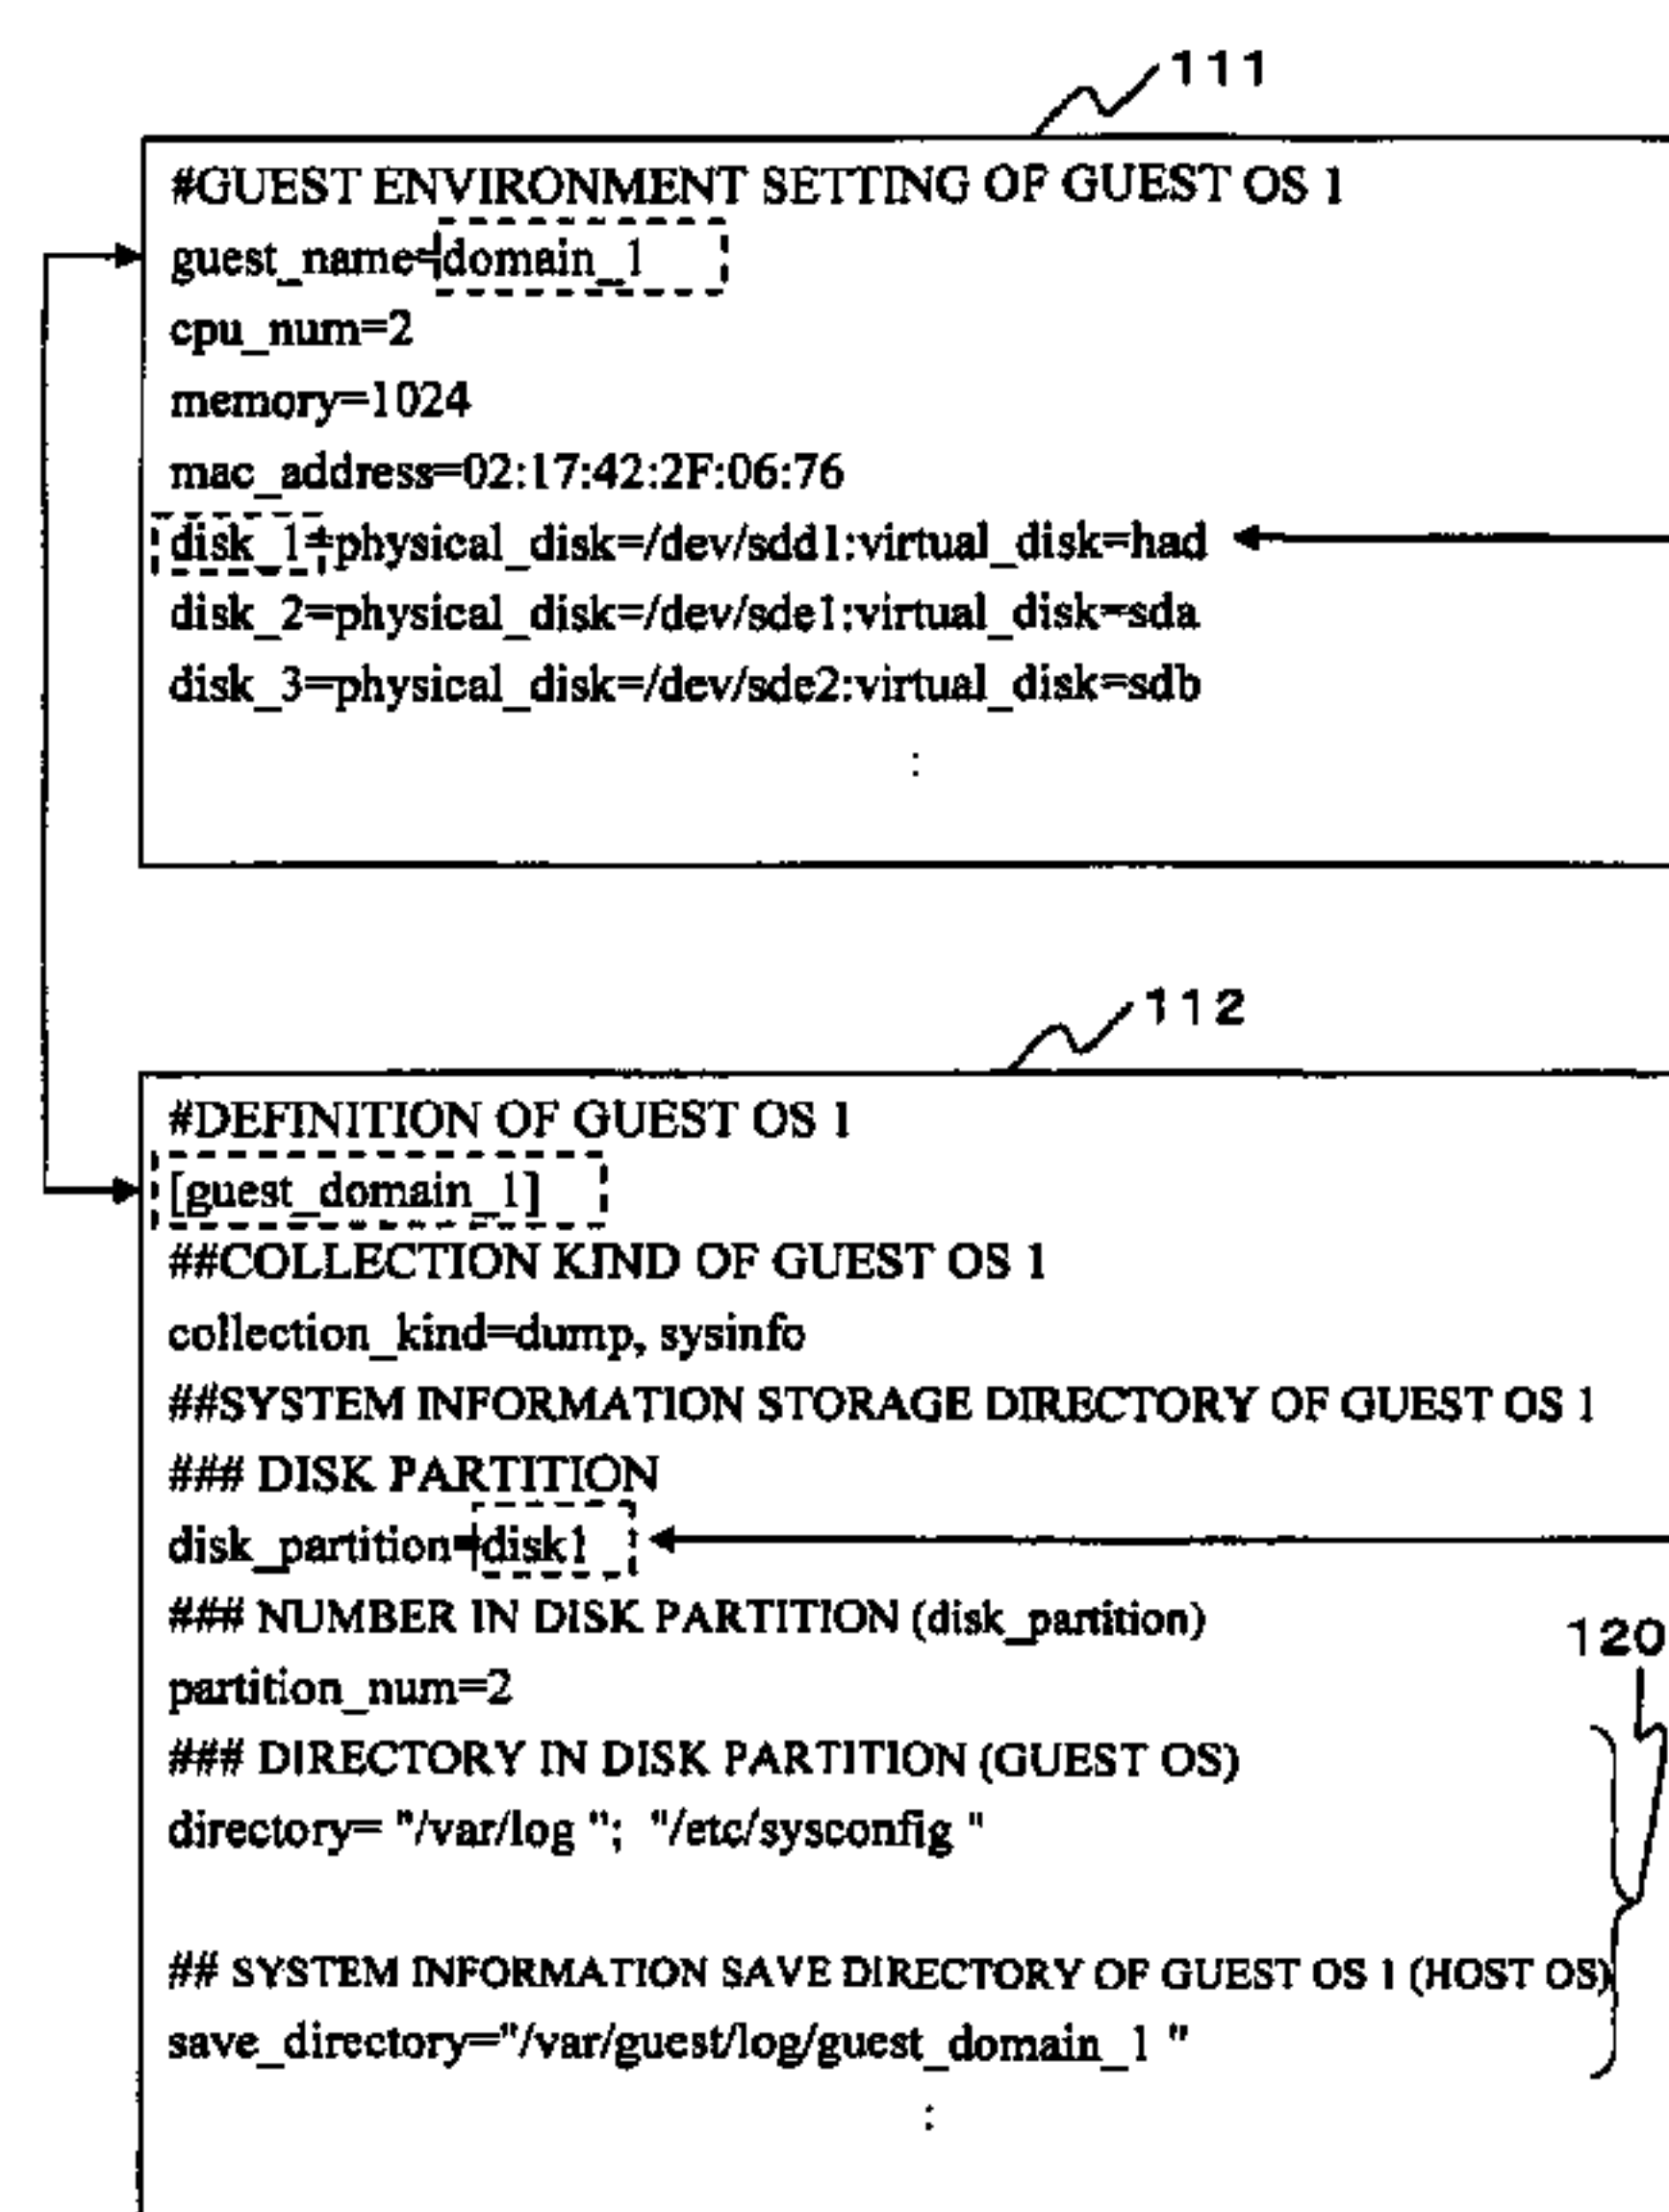 111
#GUEST ENVIRONMENT SETTING OF GUEST OS 1
guest_name=domain_1
cpu_num=2
memory=1024
mac_address=02:17:42:2F:06:76
disk_1=physical_disk=/dev/sdd1:virtual_disk=had
disk_2=physical_disk=/dev/sde1:virtual_disk=sda
disk_3=physical_disk=/dev/sde2:virtual_disk=sdb
:
112
#DEFINITION OF GUEST OS 1
[guest_domain_1]
##COLLECTION KIND OF GUEST OS 1
collection_kind=dump, sysinfo
##SYSTEM INFORMATION STORAGE DIRECTORY OF GUEST OS 1
### DISK PARTITION
disk_partition=disk1
### NUMBER IN DISK PARTITION (disk_partition)
120
partition_num=2
### DIRECTORY IN DISK PARTITION (GUEST OS)
directory= "/var/log "; "/etc/sysconfig "
## SYSTEM INFORMATION SAVE DIRECTORY OF GUEST OS 1 (HOST OS)
save_directory="/var/guest/log/guest_domain_1 "
: